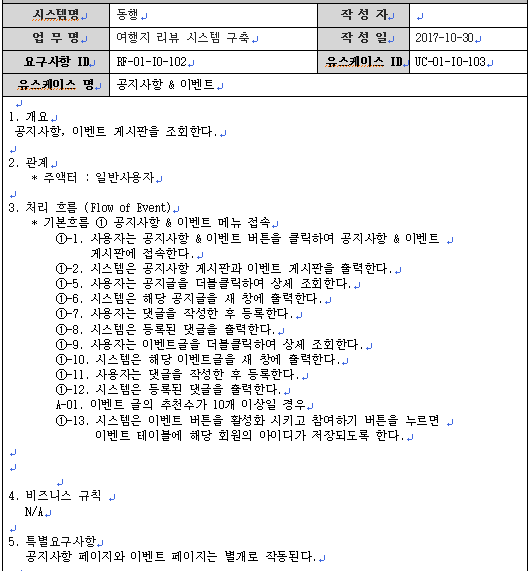 시스템명 동행 작 성 자
업 무 명 여행지 리뷰 시스템 구축 작 성 일 2017-10-30
요구사항 ID RF-01-IO-102 유스케이스 ID UC-01-IO-103
유스케이스 명 공지사항 & 이벤트
1. 개요
공지사항, 이벤트 게시판을 조회한다.
2. 관계
* 주액터 : 일반사용자
3. 처리 흐름 (Flow of Event)
* 기본흐름 ① 공지사항 & 이벤트 메뉴 접속
①-1. 사용자는 공지사항 & 이벤트 버튼을 클릭하여 공지사항 & 이벤트
게시판에 접속한다.
①-2. 시스템은 공지사항 게시판과 이벤트 게시판을 출력한다.
①-5. 사용자는 공지글을 더블클릭하여 상세 조회한다.
①-6. 시스템은 해당 공지글을 새 창에 출력한다.
①-7. 사용자는 댓글을 작성한 후 등록한다.
①-8. 시스템은 등록된 댓글을 출력한다.
①-9. 사용자는 이벤트글을 더블클릭하여 상세 조회한다.
①-10. 시스템은 해당 이벤트글을 새 창에 출력한다.
①-11. 사용자는 댓글을 작성한 후 등록한다.
①-12. 시스템은 등록된 댓글을 출력한다.
A-01. 이벤트 글의 추천수가 10개 이상일 경우
①-13. 시스템은 이벤트 버튼을 활성화 시키고 참여하기 버튼을 누르면
이벤트 테이블에 해당 회원의 아이디가 저장되도록 한다.
4. 비즈니스 규칙
N/A
5. 특별요구사항
공지사항 페이지와 이벤트 페이지는 별개로 작동된다.